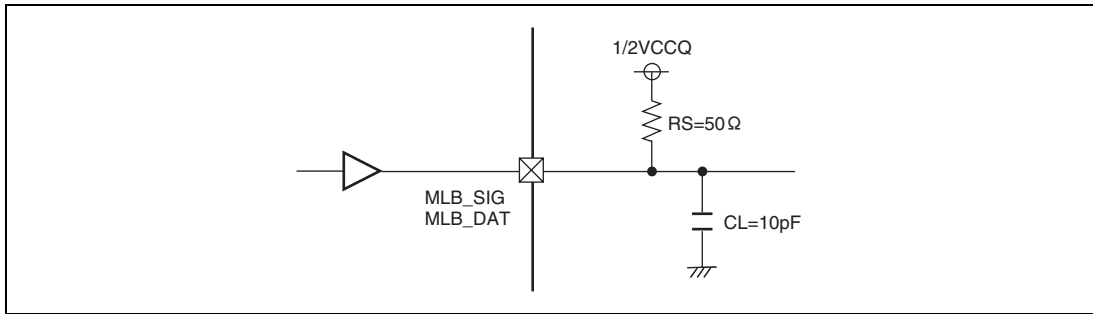 1/2VCCQ
RS=50Ω
MLB_SIG
MLB_DAT
CL=10pF